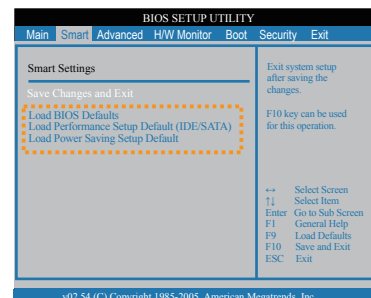 BIOS SETUP UTILITY
Main Smart Advanced H/W Monitor Boot Security Exit
Smart Settings
Save Changes and Exit
Load BIOS Defaults
Load Performance Setup Default (IDE/SATA)
Load Power Saving Setup Default
Exit system setup
after saving the
changes.
F10 key can be used
for this operation.
↔ Select Screen
↑↓ Select Item
Enter Go to Sub Screen
F1 General Help
F9 Load Defaults
F10 Save and Exit
ESC Exit
v02.54 (C) Copyright 1985-2005, American Megatrends, Inc.